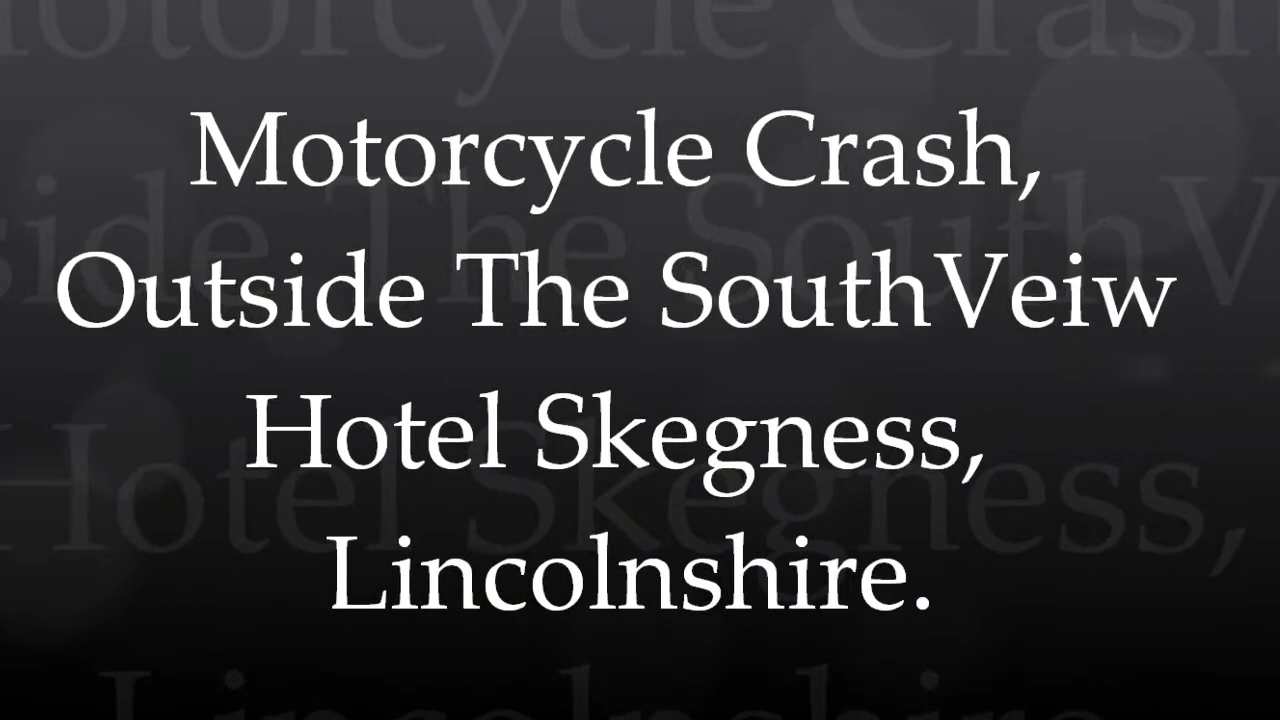 Motorcycle Crash,
Outside The SouthVeiw
Hotel Skegness,
Lincolnshire.